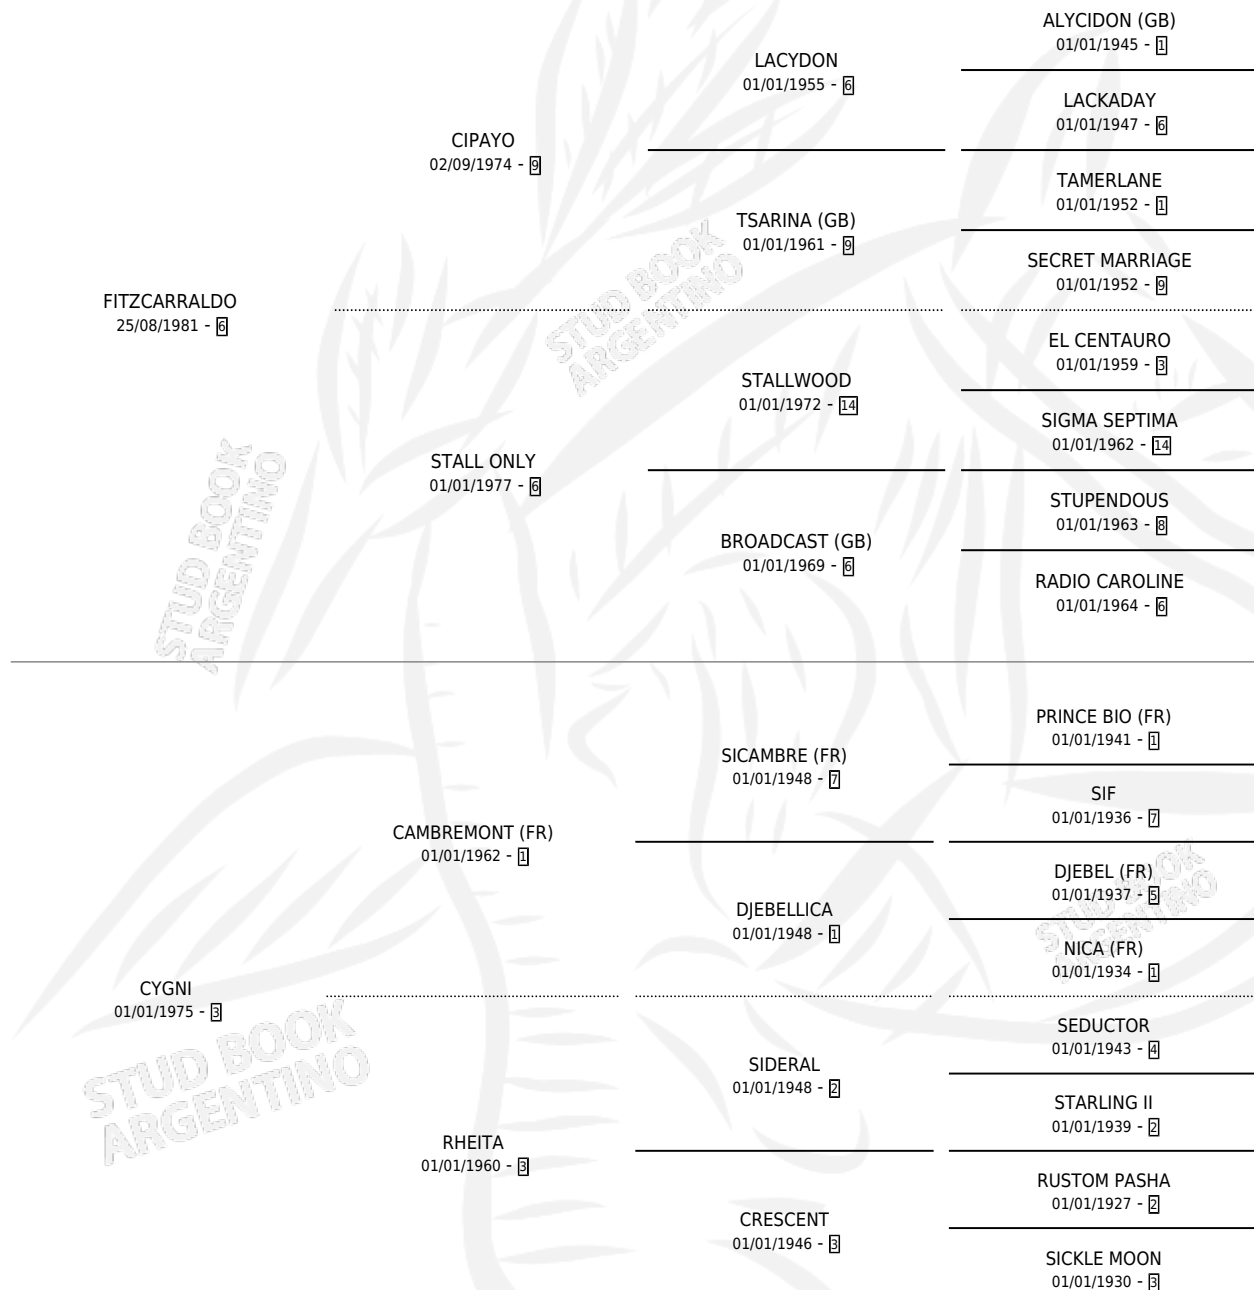 ALYCIDON (GB)
01/01/1945 - 1
LACYDON
01/01/1955 - 6
LACKADAY
01/01/1947 - 6
CIPAYO
02/09/1974 - 9
TAMERLANE
01/01/1952 - 1
TSARINA (GB)
01/01/1961 - 9
SECRET MARRIAGE
01/01/1952 - 9
FITZCARRALDO
25/08/1981 - 6
STUD BOOK
ARGENTINO
EL CENTAURO
01/01/1959 - 3
STALLWOOD
01/01/1972 - 14
SIGMA SEPTIMA
01/01/1962 - 14
STALL ONLY
01/01/1977 - 6
STUPENDOUS
01/01/1963 - 8
BROADCAST (GB)
01/01/1969 - 6
RADIO CAROLINE
01/01/1964 - 6
STUD BOOK
ARGENTINO
PRINCE BIO (FR)
01/01/1941 - 1
SICAMBRE (FR)
01/01/1948 - 7
SIF
01/01/1936 - 7
CAMBREMONT (FR)
01/01/1962 - 1
DJEBEL (FR)
01/01/1937 - 5
DJEBELLICA
01/01/1948 - 1
STUD BOOK
ARGENTINO
NICA (FR)
01/01/1934 - 1
CYGNI
01/01/1975 - 3
SEDUCTOR
01/01/1943 - 4
SIDERAL
01/01/1948 - 2
STUD BOOK
ARGENTINO
STARLING II
01/01/1939 - 2
RHEITA
01/01/1960 - 3
RUSTOM PASHA
01/01/1927 - 2
CRESCENT
01/01/1946 - 3
SICKLE MOON
01/01/1930 - 3